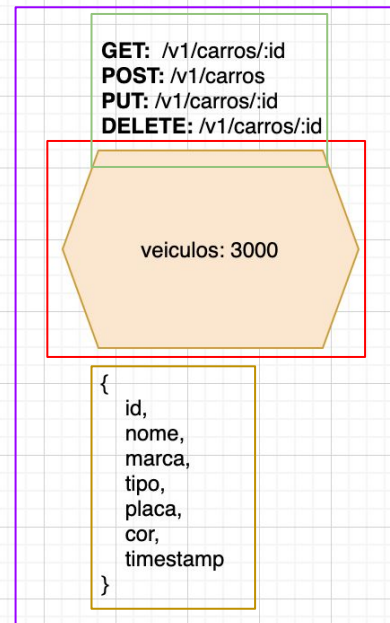 GET: /v1/carros/:id
POST: /v1/carros
PUT: /v1/carros/:id
DELETE: /v1/carros/:id
veiculos: 3000
{
id,
nome,
marca,
tipo,
placa,
cor,
timestamp
}